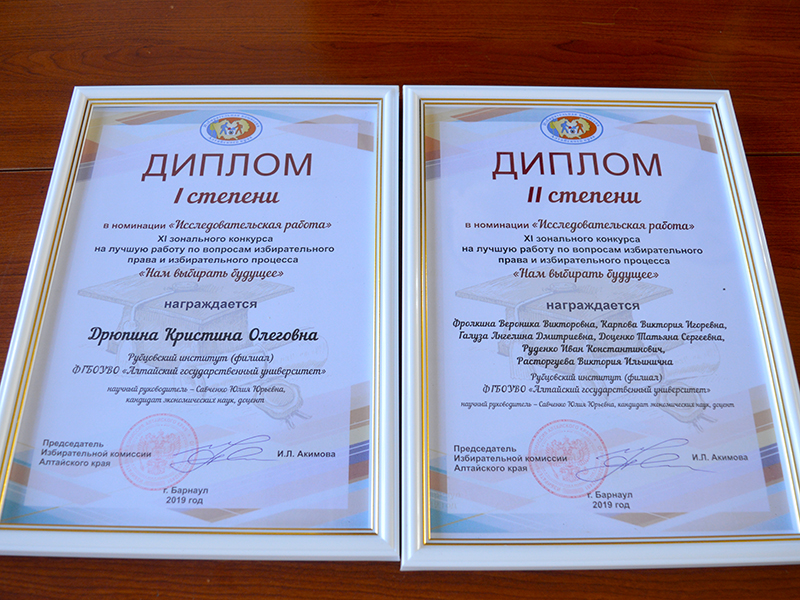 ДИПЛОМ
I степени
в номинации «Исследовательская работа»
XI зонального конкурса
на лучшую работу по вопросам избирательного
права и избирательного процесса
«Нам выбирать будущее»
награждается
Дрюпина Кристина Олеговна
Рубцовский институт (филиал)
ФГБОУВО «Алтайский государственный университет»
научный руководитель – Савченко Юлия Юрьевна,
кандидат экономических наук, доцент
Председатель
Избирательной комиссии
Алтайского края
И.Л. Акимова
г. Барнаул
2019 год
ДИПЛОМ
II степени
в номинации «Исследовательская работа»
XI зонального конкурса
на лучшую работу по вопросам избирательного
права и избирательного процесса
«Нам выбирать будущее»
награждается
Фролкина Вероника Викторовна, Карпова Виктория Игоревна,
Галуза Ангелина Дмитриевна, Доценко Татьяна Сергеевна,
Руденко Иван Константинович,
Расторгуева Виктория Ильинична
Рубцовский институт (филиал)
ФГБОУВО «Алтайский государственный университет»
научный руководитель – Савченко Юлия Юрьевна, кандидат экономических наук, доцент
Председатель
Избирательной комиссии
Алтайского края
И.Л. Акимова
г. Барнаул
2019 год